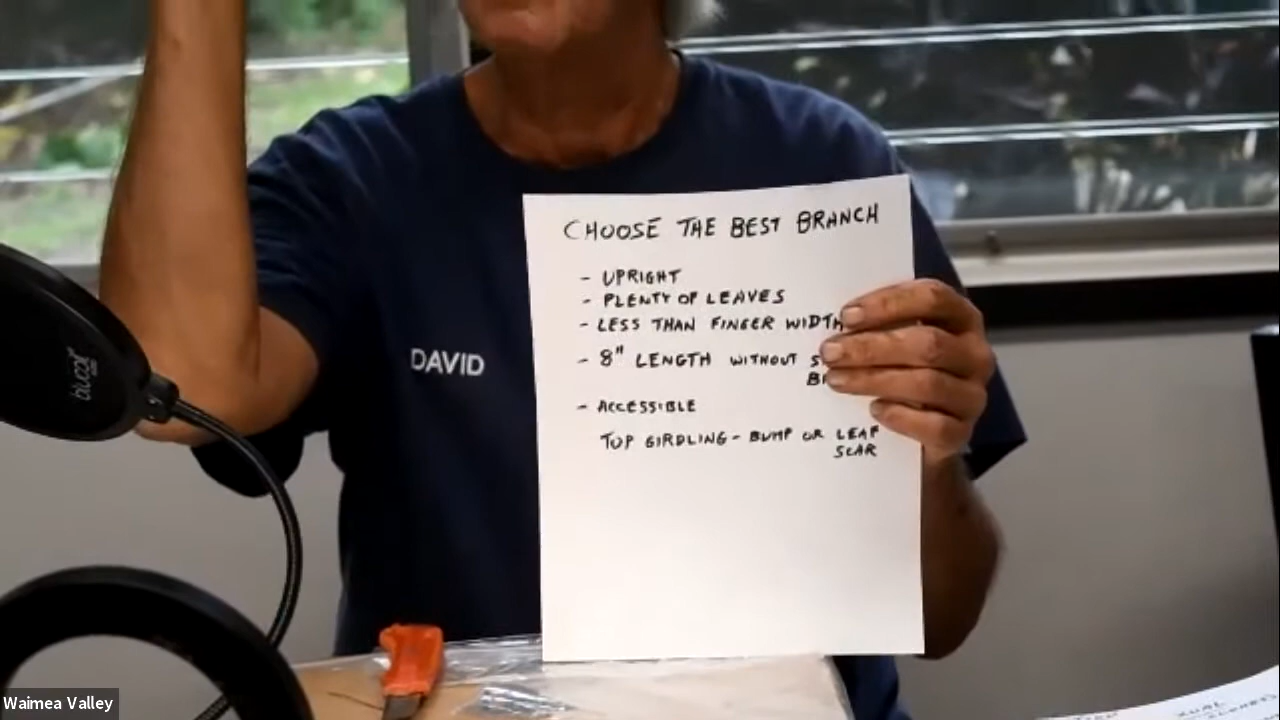 CHOOSE THE BEST BRANCH
- UPRIGHT
- PLENTY OF LEAVES
- LESS THAN FINGER WIDTH
- 8" LENGTH WITHOUT
- ACCESSIBLE
TOP GIRDLING - BUMP OR LEAF
SCAR
DAVID
Waimea Valley